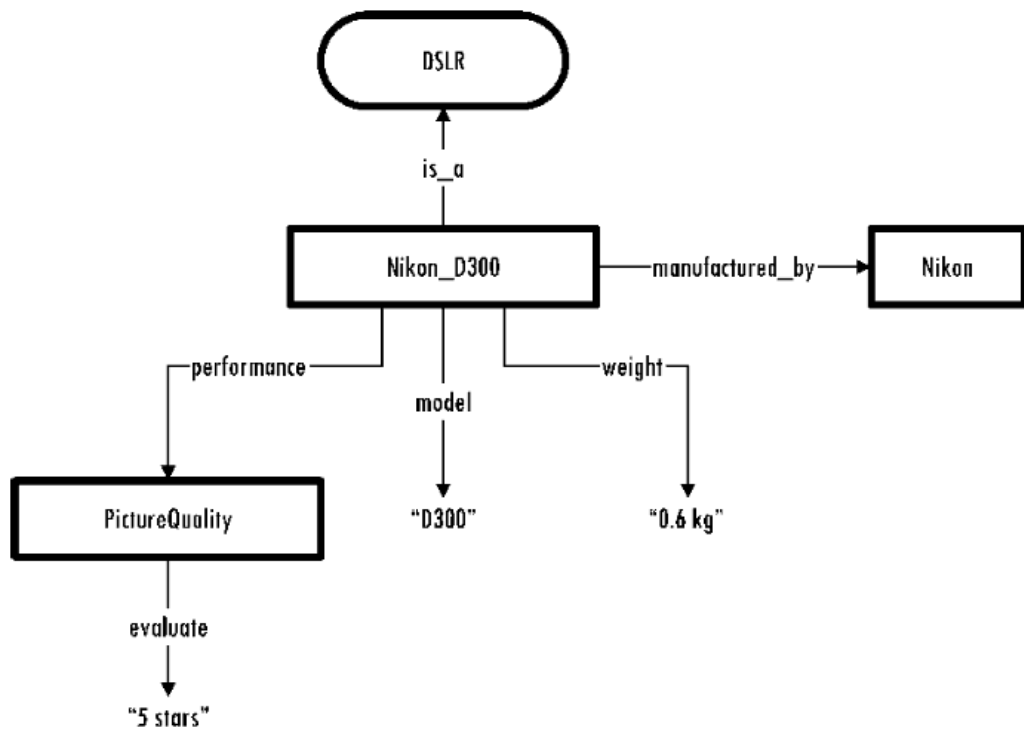 DSLR
is_a
Nikon_D300
manufactured_by
Nikon
performance
weight
model
PictureQuality
“D300”
“0.6 kg”
evaluate
“5 stars”